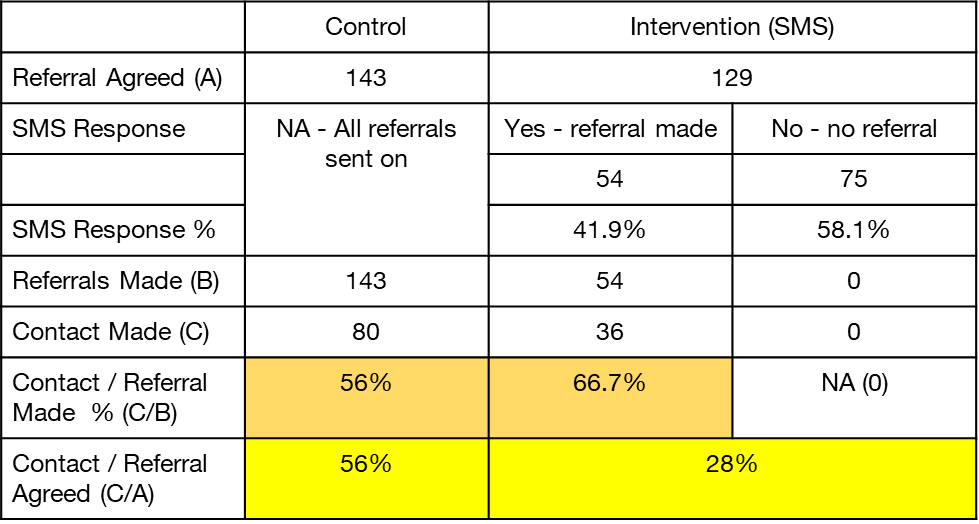 Control Intervention (SMS)
Referral Agreed (A) 143 129
SMS Response NA - All referrals sent on Yes - referral made No - no referral
54 75
SMS Response % 41.9% 58.1%
Referrals Made (B) 143 54 0
Contact Made (C) 80 36 0
Contact / Referral
Made % (C/B) 56% 66.7% NA (0)
Contact / Referral
Agreed (C/A) 56% 28%